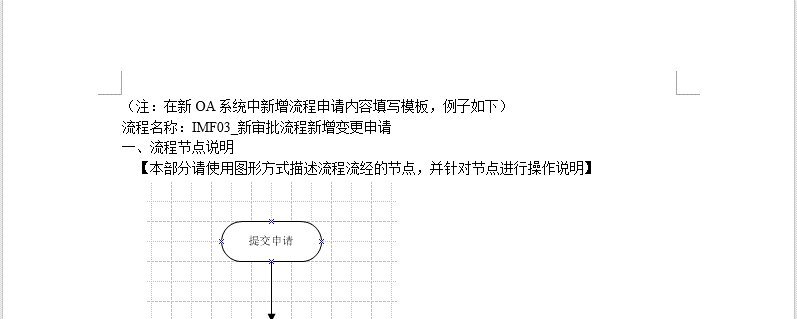 （注：在新 OA 系统中新增流程申请内容填写模板，例子如下）
流程名称：IMF03_新审批流程新增变更申请
一、流程节点说明
【本部分请使用图形方式描述流程流经的节点，并针对节点进行操作说明】
提交申请